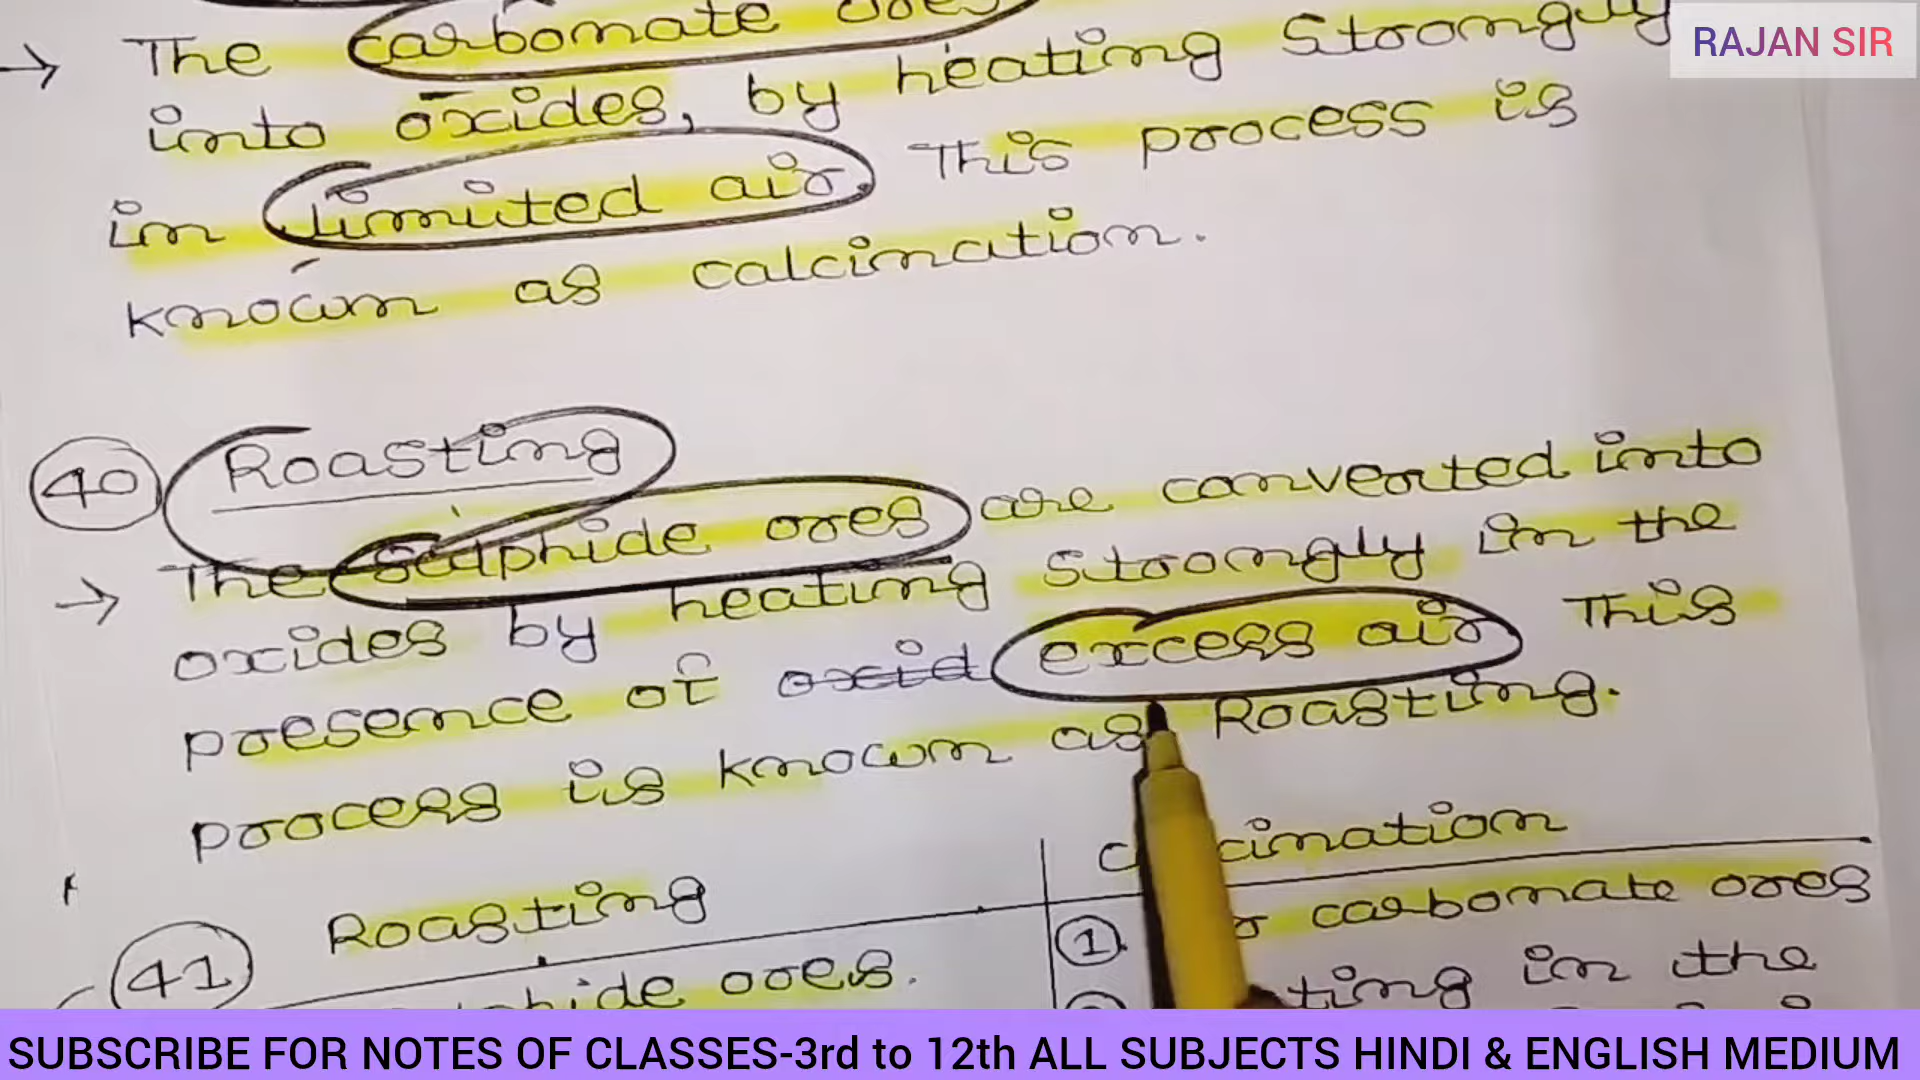 RAJAN SIR
→ The carbonate ores
into oxides, by heating Strongly
in limited air. This process is
known as calcination.
40 Roasting
→ The sulphide ores are converted into
oxides by heating strongly in the
presence of oxid excess air. This
process is known as Roasting.
41 Roasting
Calcination
ores.
1 carbonate ores
in the
SUBSCRIBE FOR NOTES OF CLASSES-3rd to 12th ALL SUBJECTS HINDI & ENGLISH MEDIUM